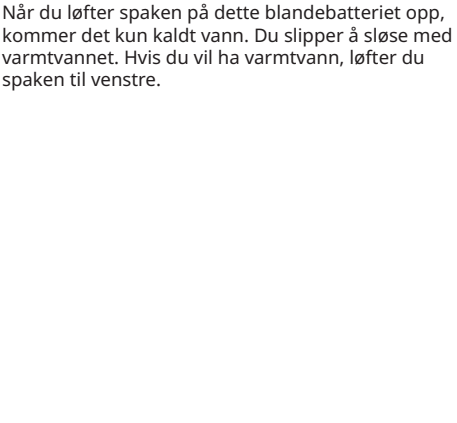 Når du løfter spaken på dette blandebatteriet opp,
kommer det kun kaldt vann. Du slipper å sløse med
varmtvannet. Hvis du vil ha varmtvann, løfter du
spaken til venstre.